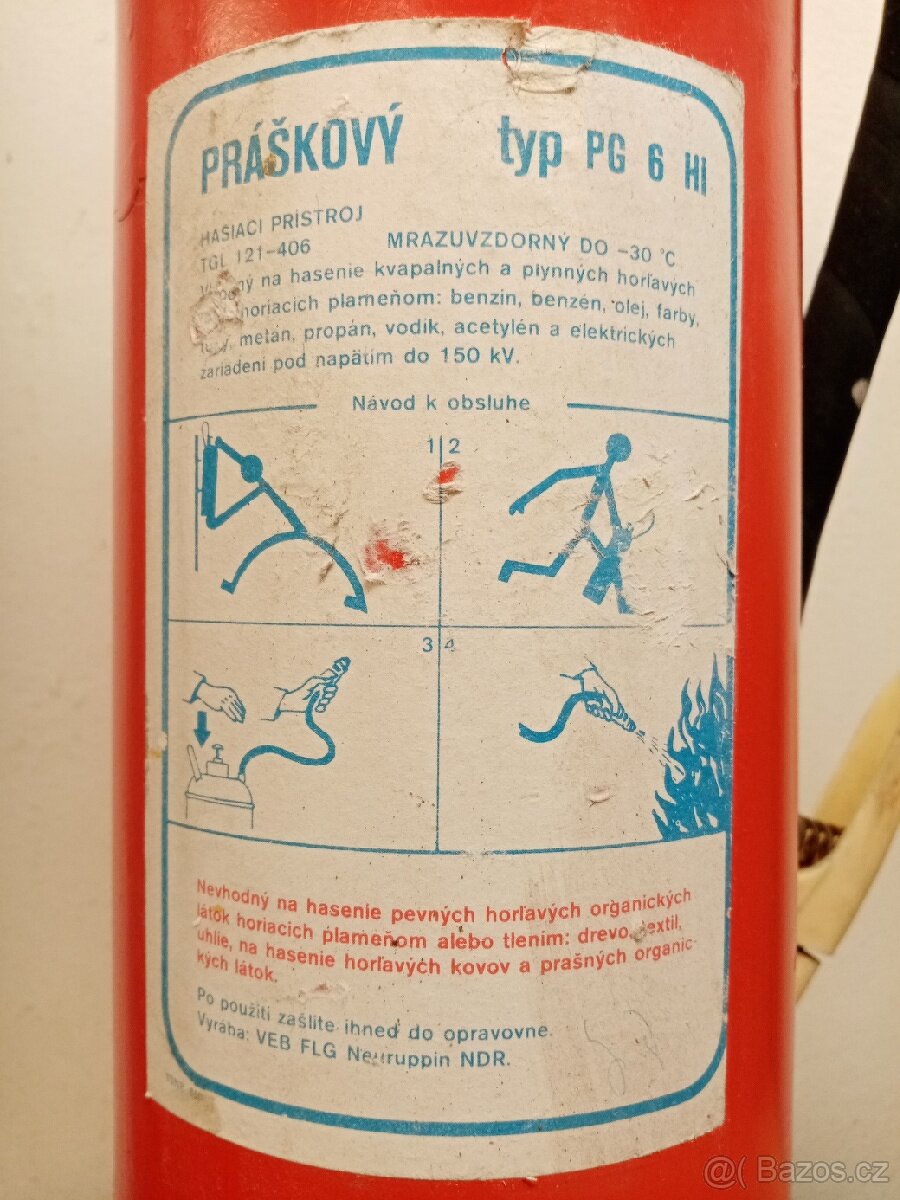 PRÁŠKOVÝ typ PG 6 HI
HASIACI PRÍSTROJ
TGL 121-406 MRAZUVZDORNÝ DO -30 °C
na hasenie kvapalných a plynných horľavých
horiacich plameňom: benzín, benzén, olej, farby,
metán, propán, vodík, acetylén a elektrických
zariadení pod napätím do 150 kV.
Návod k obsluhe
1 2
3 4
Nevhodný na hasenie pevných horľavých organických
látok horiacich plameňom alebo tlením: drevo, textil,
uhlie, na hasenie horľavých kovov a prašných organic-
kých látok.
Po použití zašlite ihneď do opravovne.
Vyrába: VEB FLG Neuruppin NDR.
@( Bazos.cz